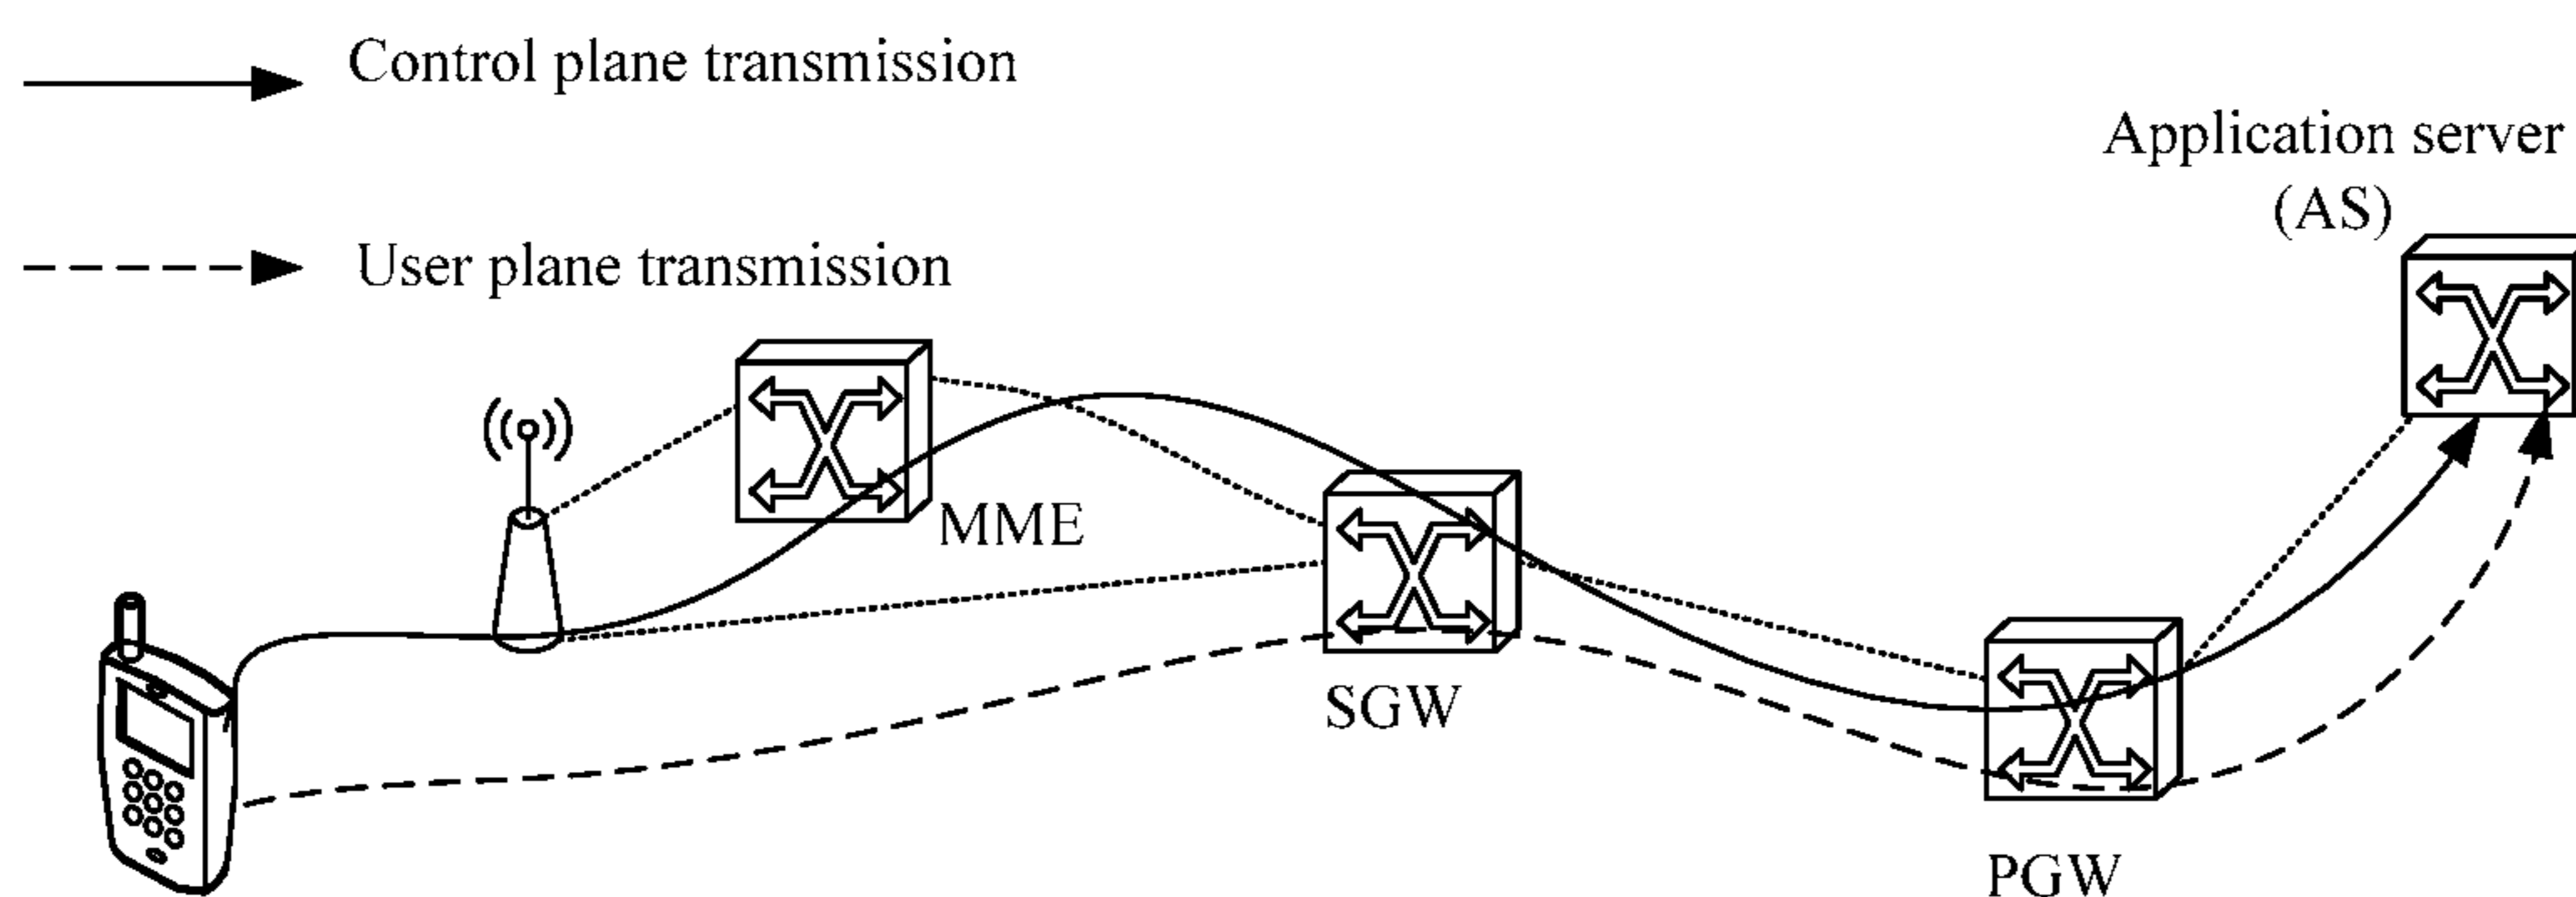 Control plane transmission
Application server
(AS)
User plane transmission
MME
SGW
PGW